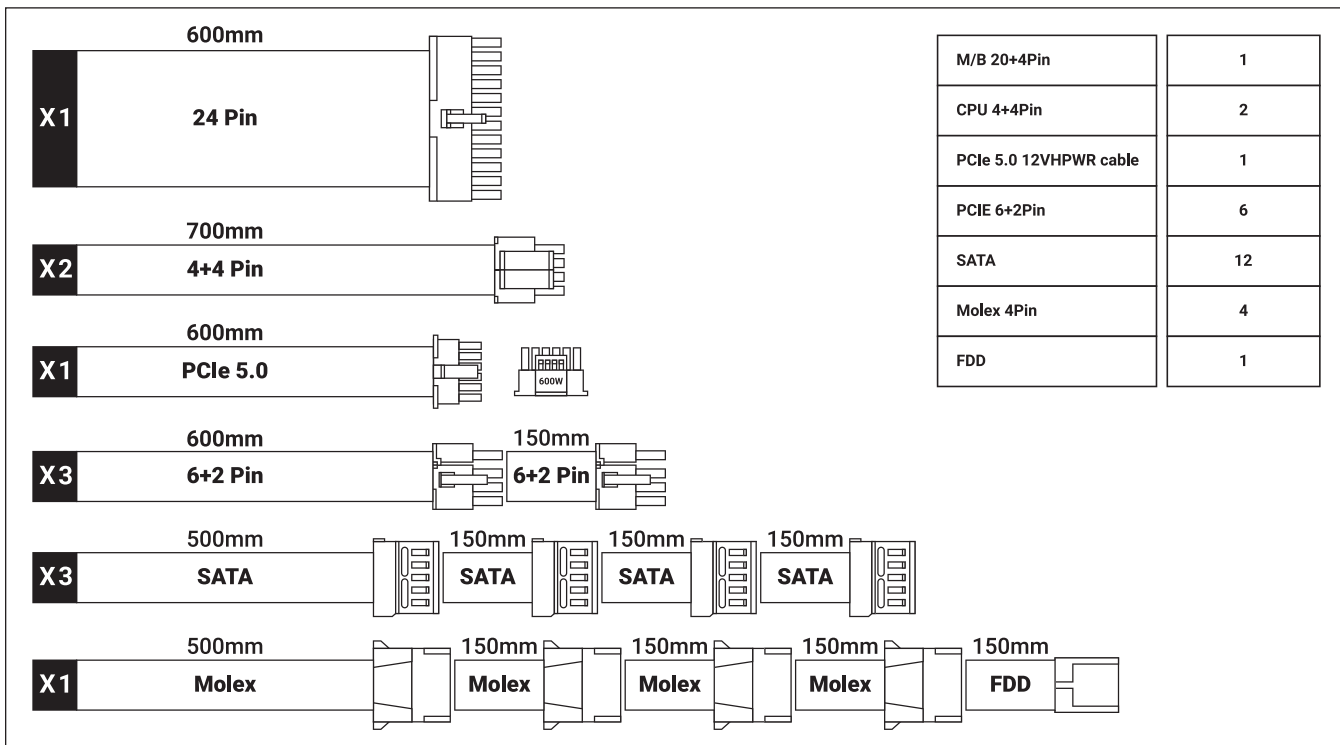 600mm
X1
24 Pin
700mm
X2
4+4 Pin
600mm
X1
PCIe 5.0
600W
600mm 150mm
X3
6+2 Pin 6+2 Pin
500mm 150mm 150mm 150mm
X3
SATA SATA SATA SATA
500mm 150mm 150mm 150mm 150mm
X1
Molex Molex Molex Molex FDD
M/B 20+4Pin 1
CPU 4+4Pin 2
PCIe 5.0 12VHPWR cable 1
PCIE 6+2Pin 6
SATA 12
Molex 4Pin 4
FDD 1